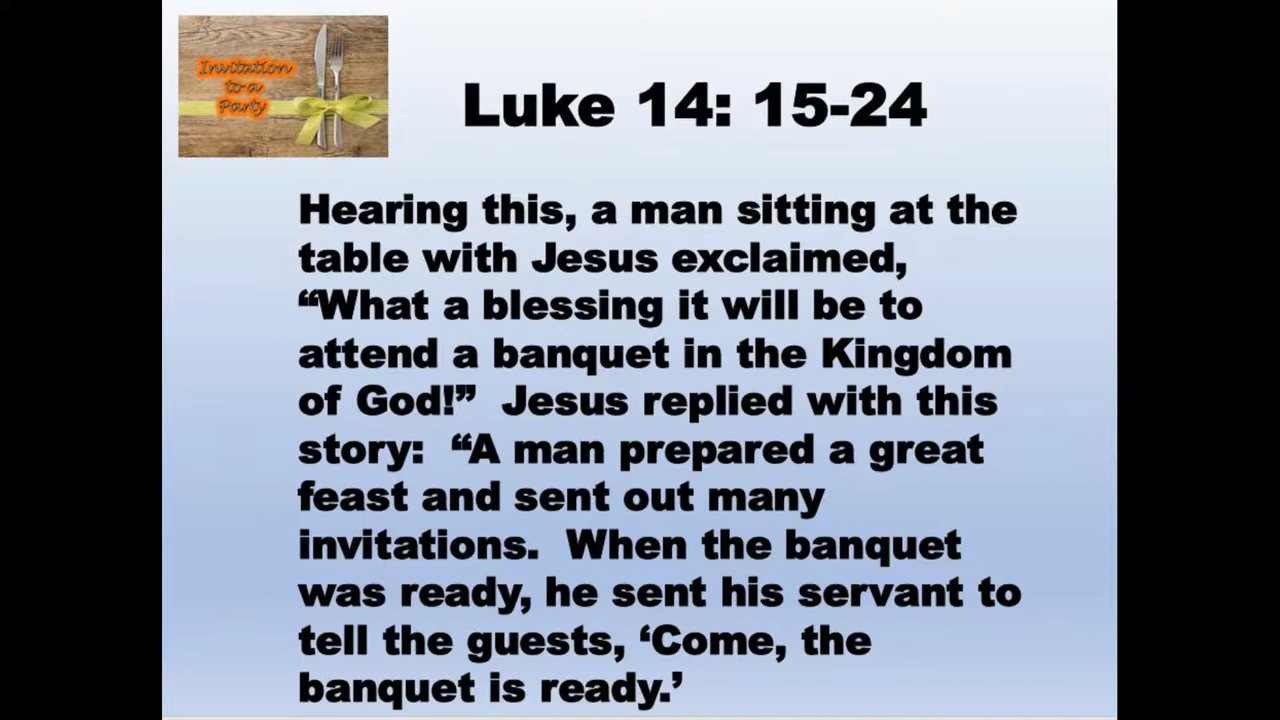 Invitation
to a
Party
Luke 14: 15-24
Hearing this, a man sitting at the
table with Jesus exclaimed,
“What a blessing it will be to
attend a banquet in the Kingdom
of God!”  Jesus replied with this
story:  “A man prepared a great
feast and sent out many
invitations.  When the banquet
was ready, he sent his servant to
tell the guests, ‘Come, the
banquet is ready.’